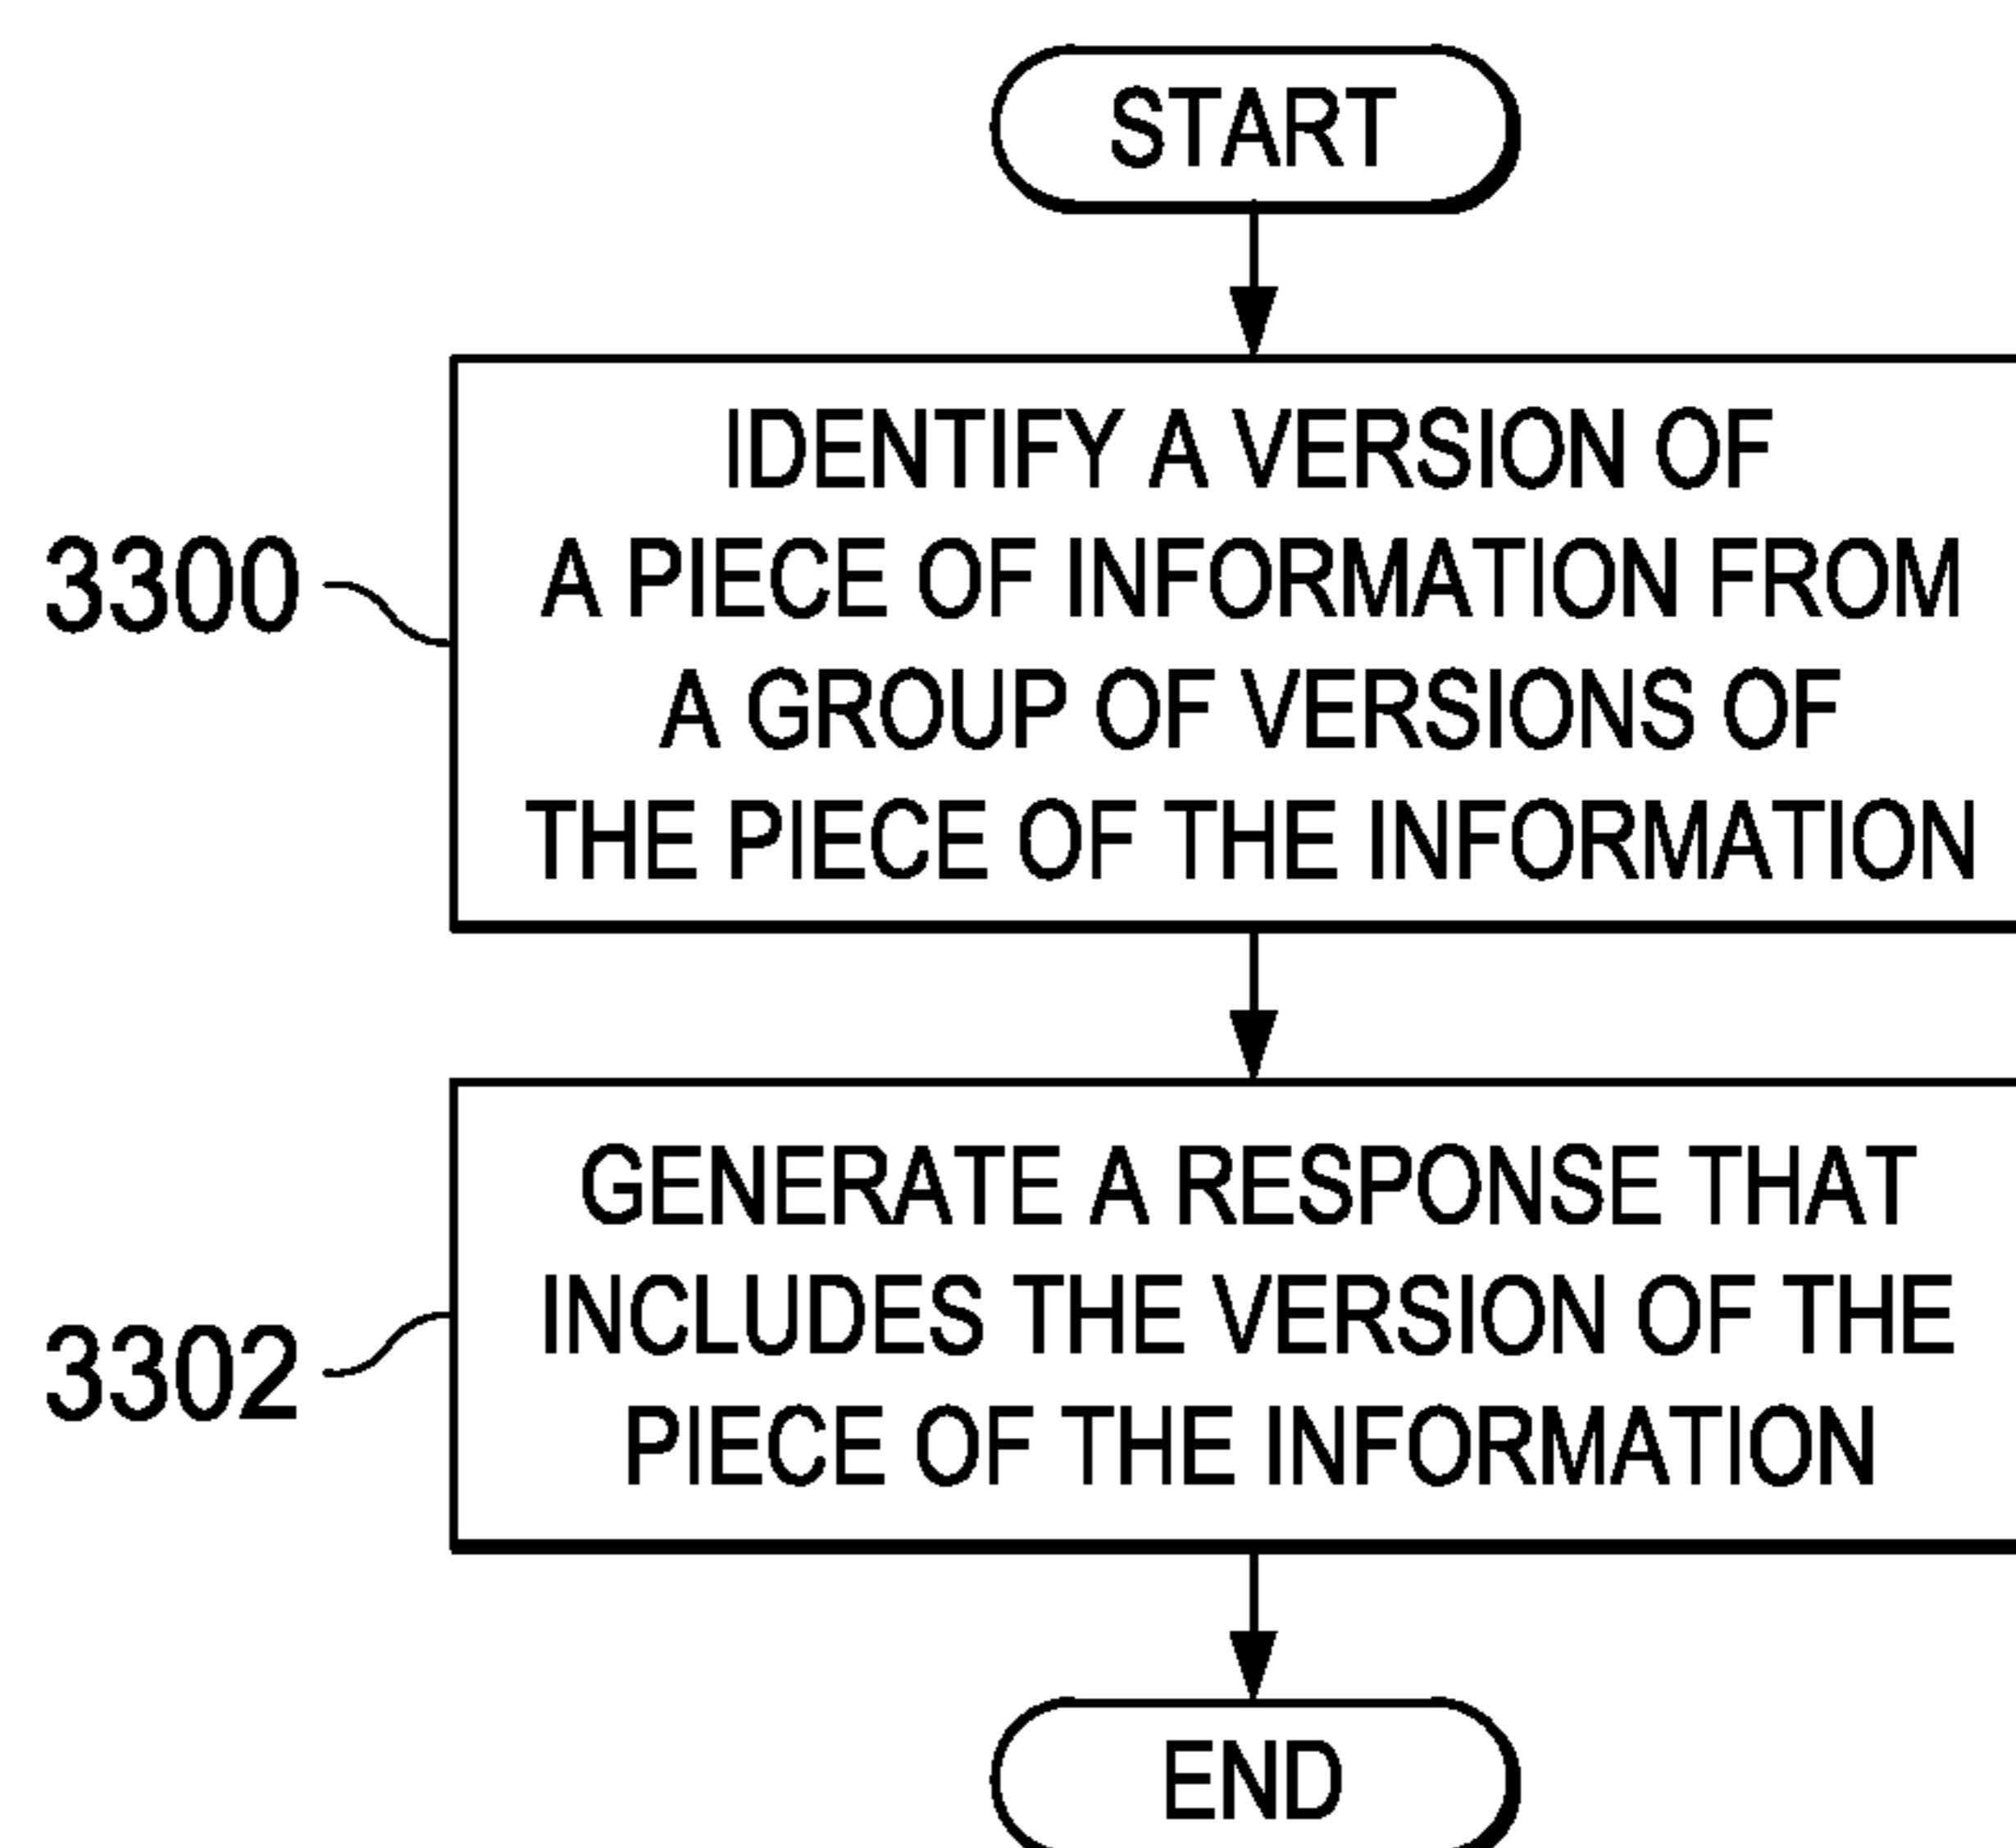 START
IDENTIFY A VERSION OF
A PIECE OF INFORMATION FROM
A GROUP OF VERSIONS OF
THE PIECE OF THE INFORMATION
3300
GENERATE A RESPONSE THAT
INCLUDES THE VERSION OF THE
PIECE OF THE INFORMATION
3302
END